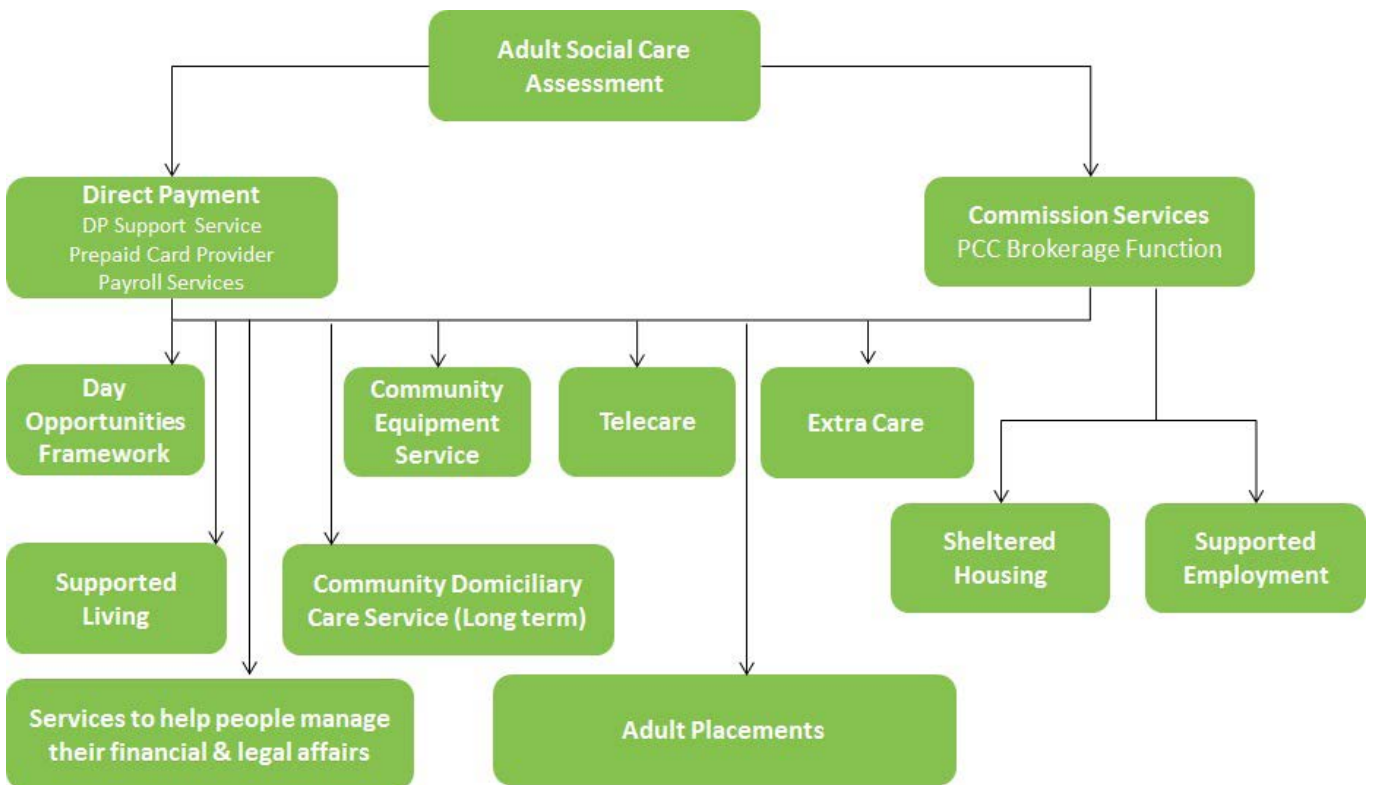 Adult Social Care
Assessment
Direct Payment
DP Support Service
Prepaid Card Provider
Payroll Services
Commission Services
PCC Brokerage Function
Day
Opportunities
Framework
Community
Equipment
Service
Telecare
Extra Care
Sheltered
Housing
Supported
Employment
Supported
Living
Community Domiciliary
Care Service (Long term)
Services to help people manage
their financial & legal affairs
Adult Placements